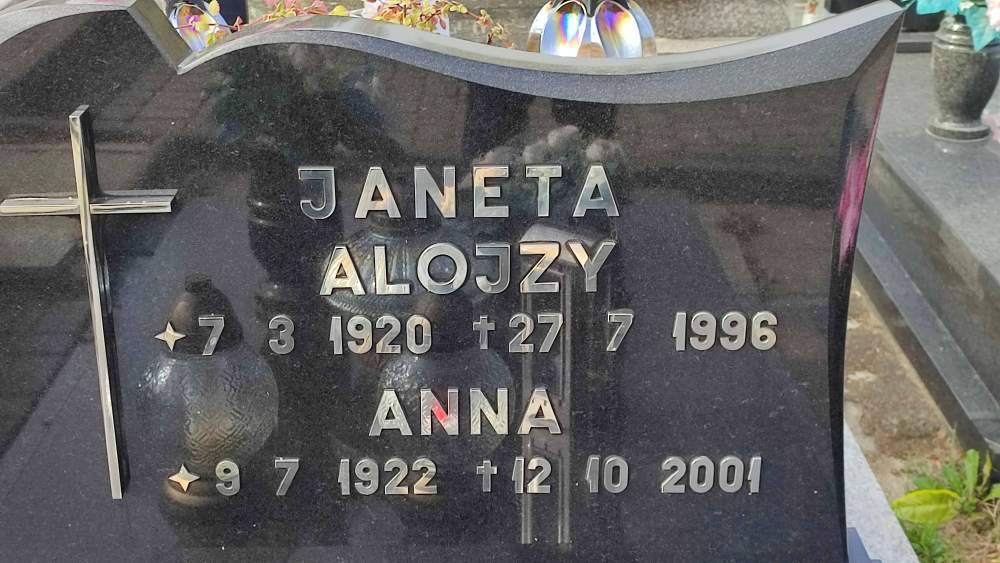 JANETA
ALOJZY
7 3 1920 † 27 7 1996
ANNA
9 7 1922 † 12 10 2001